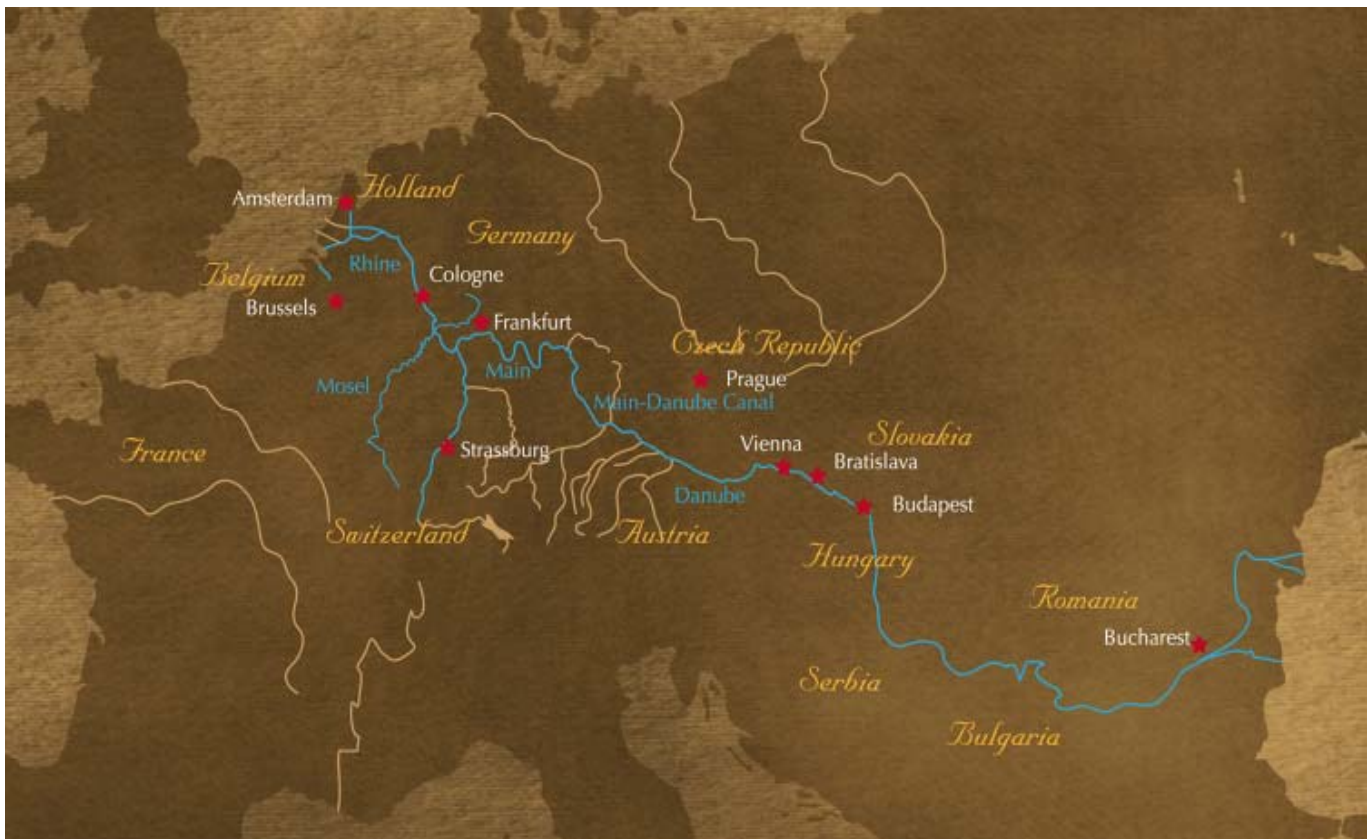 Holland
Amsterdam
Germany
Rhine
Belgium
Cologne
Brussels
Frankfurt
Czech Republic
Main
Prague
Mosel
Main-Danube Canal
Slovakia
Vienna
France
Strassburg
Bratislava
Danube
Budapest
Switzerland
Austria
Hungary
Romania
Bucharest
Serbia
Bulgaria